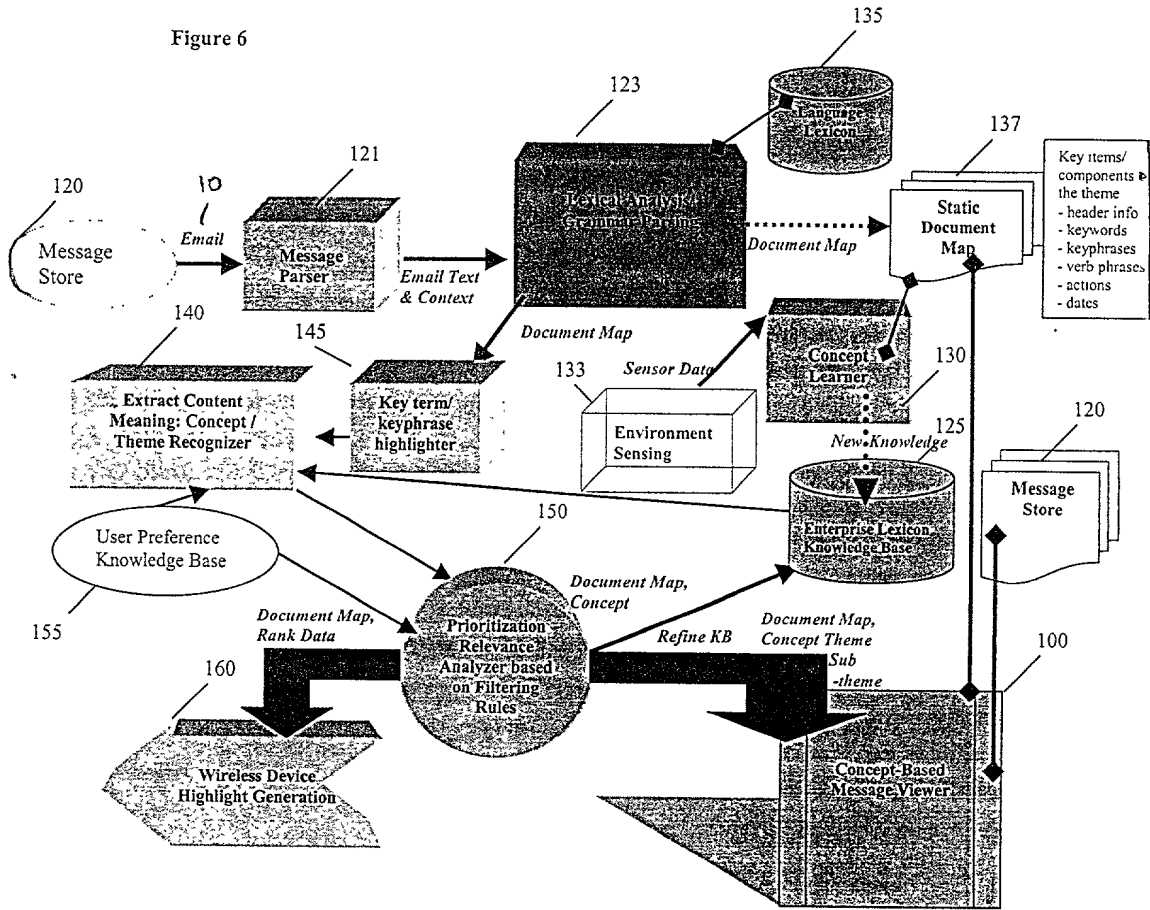 Figure 6
135
123
Language
Lexicon
137
Key items/
components
the theme
- header info
- keywords
- keyphrases
- verb phrases
- actions
- dates
120
10
121
Email
Message
Store
Message
Parser
Email Text
& Context
Lexical Analysis
Grammar Parsing
Document Map
Static
Document
Map
140
145
Document Map
Sensor Data
133
Concept
Learner
130
Extract Content
Meaning: Concept /
Theme Recognizer
Key term/
keyphrase
highlighter
Environment
Sensing
New Knowledge
125
120
Message
Store
User Preference
Knowledge Base
150
Enterprise Lexicon
Knowledge Base
155
Document Map,
Rank Data
Document Map,
Concept
Prioritization
Relevance
Analyzer based
on Filtering
Rules
Refine KB
Document Map,
Concept Theme
Sub
-theme
100
160
Wireless Device
Highlight Generation
Concept-Based
Message Viewer